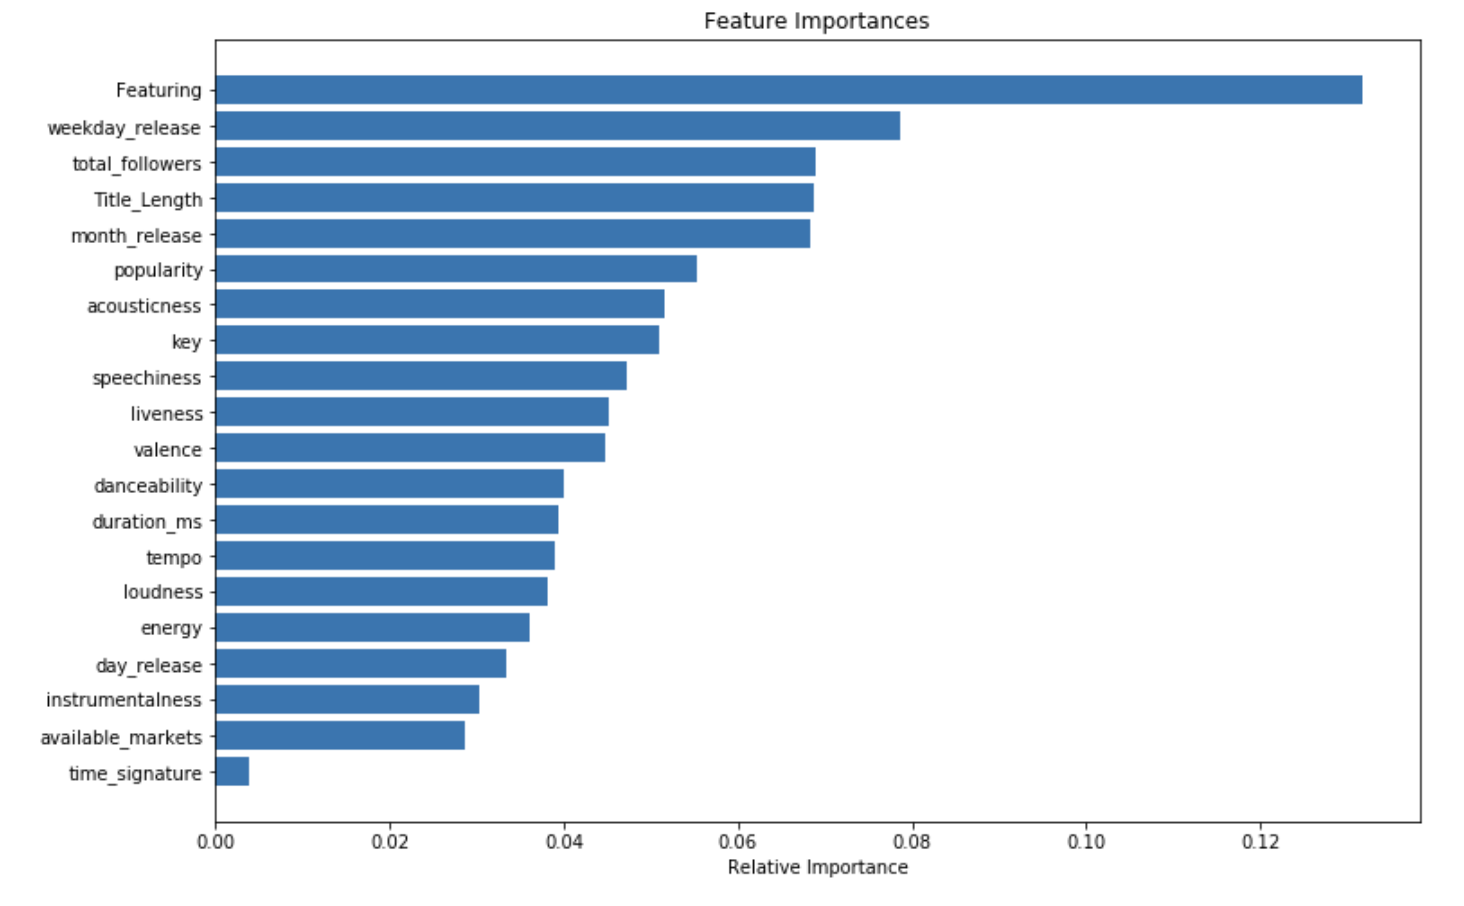 Feature Importances
Featuring
weekday_release
total_followers
Title_Length
month_release
popularity
acousticness
key
speechiness
liveness
valence
danceability
duration_ms
tempo
loudness
energy
day_release
instrumentalness
available_markets
time_signature
0.00 0.02 0.04 0.06 0.08 0.10 0.12
Relative Importance